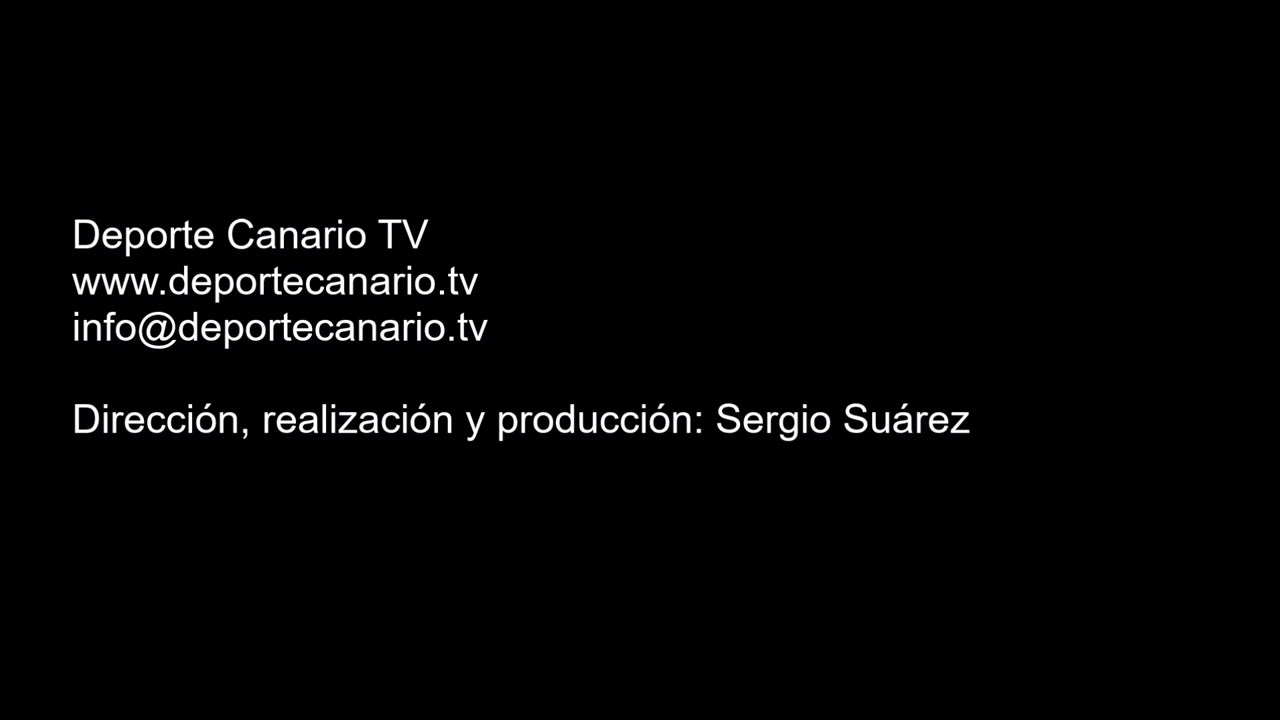 Deporte Canario TV
www.deportecanario.tv
info@deportecanario.tv
Dirección, realización y producción: Sergio Suárez